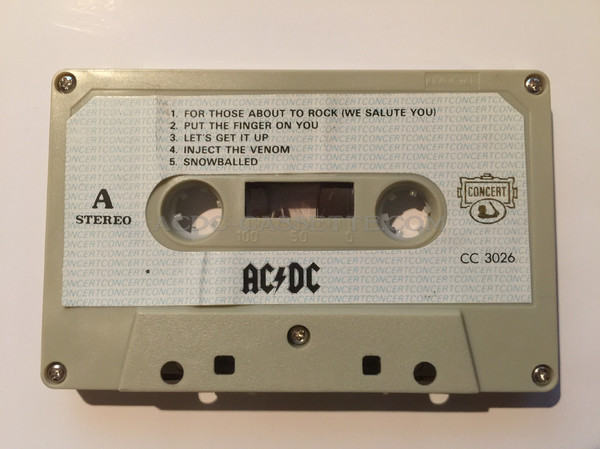 1. FOR THOSE ABOUT TO ROCK (WE SALUTE YOU)
2. PUT THE FINGER ON YOU
3. LET'S GET IT UP
4. INJECT THE VENOM
5. SNOWBALLED
A
STEREO
CONCERT
100 50 0
CC 3026
AC⚡DC